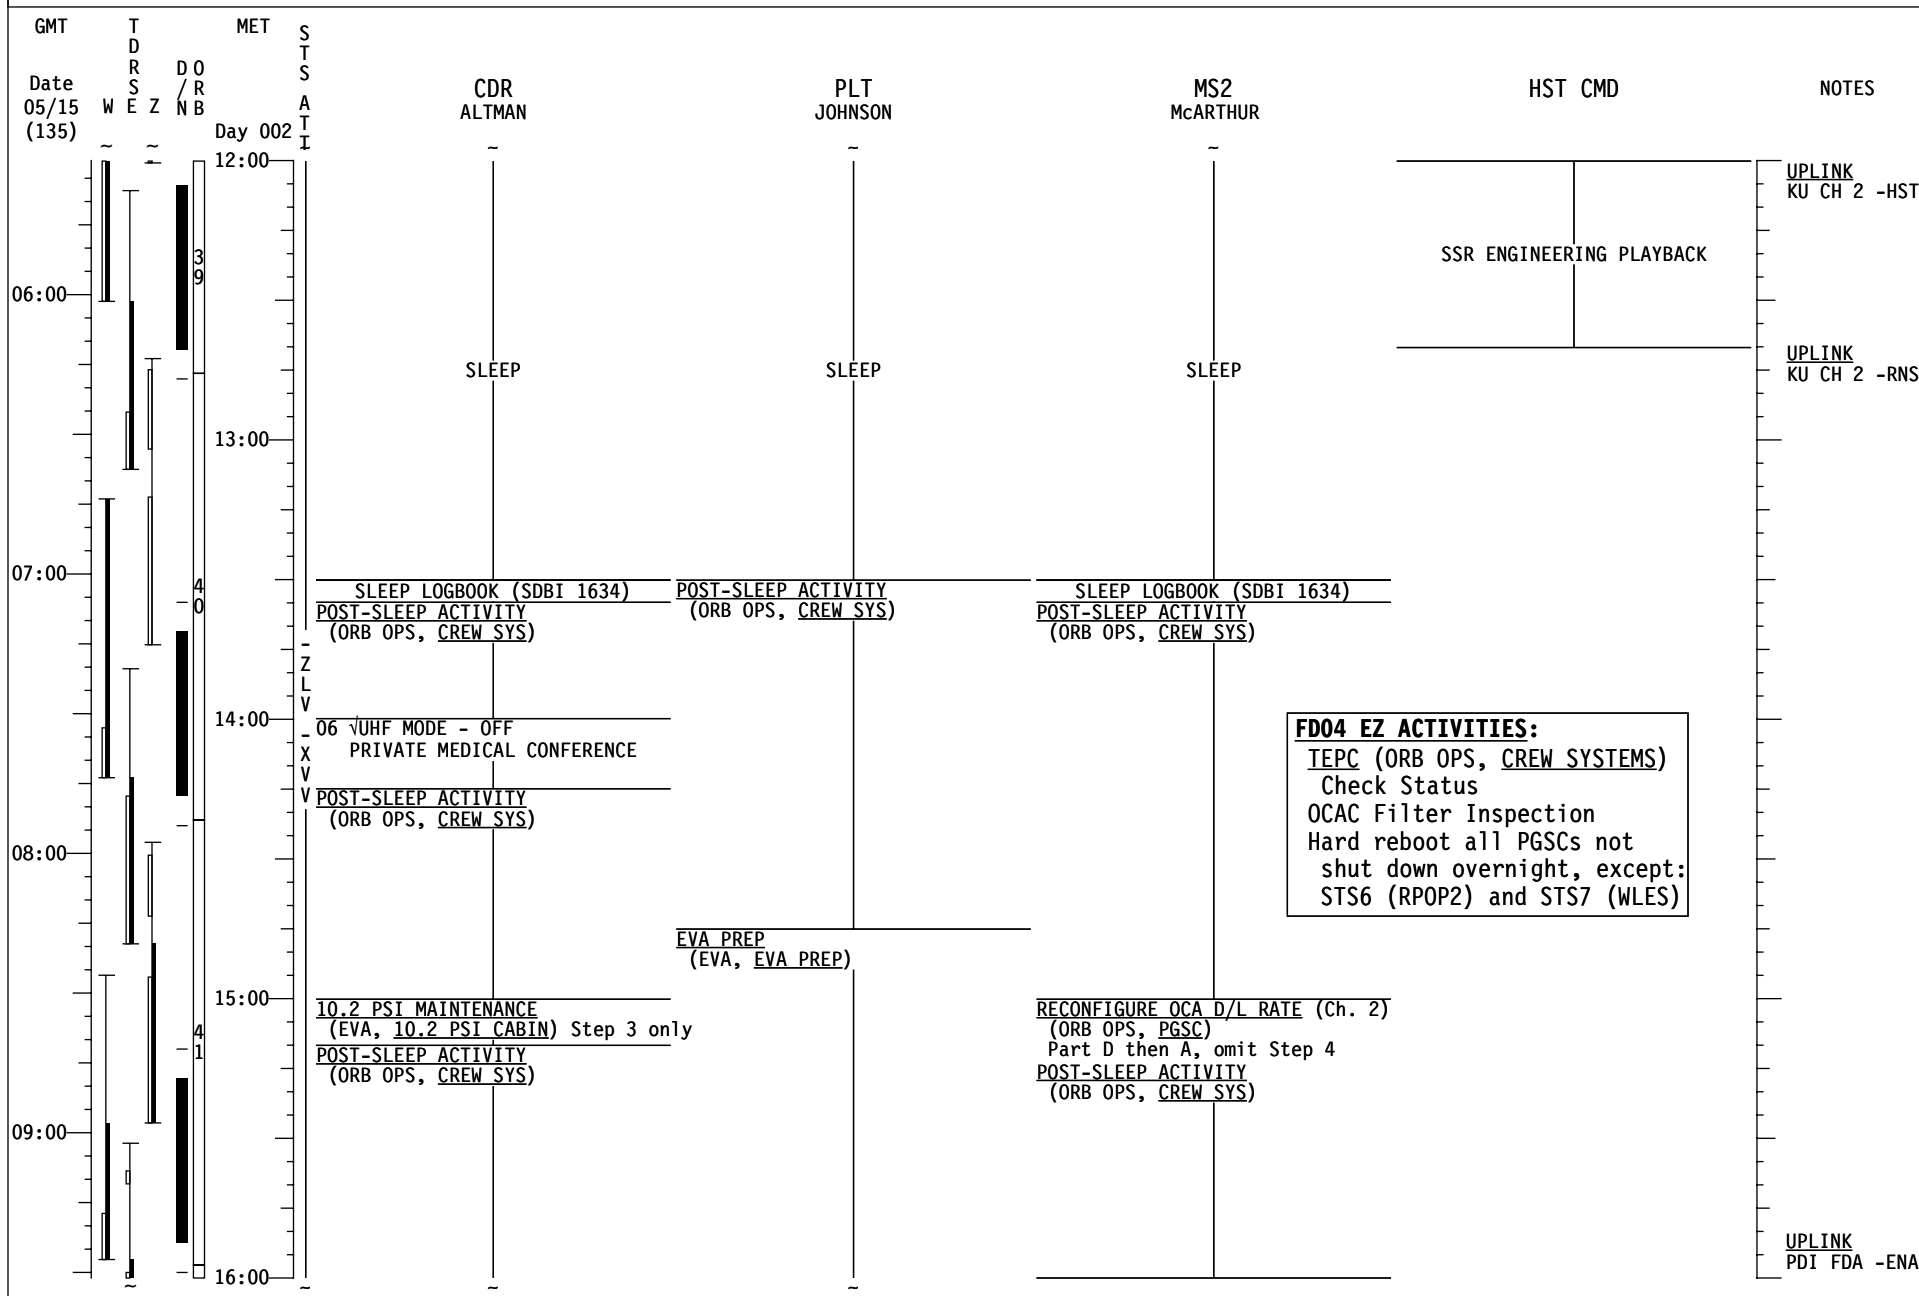 GMT
TDRS
MET
STS ATT
Date
05/15
(135)
W E Z
D/N
ORB
Day 002
CDR
ALTMAN
PLT
JOHNSON
MS2
McARTHUR
HST CMD
NOTES
~ ~ ~ ~ ~
12:00
UPLINK
KU CH 2 -HST
39
SSR ENGINEERING PLAYBACK
06:00
SLEEP
SLEEP
SLEEP
UPLINK
KU CH 2 -RNS
13:00
07:00
40
SLEEP LOGBOOK (SDBI 1634)
POST-SLEEP ACTIVITY
(ORB OPS, CREW SYS)
POST-SLEEP ACTIVITY
(ORB OPS, CREW SYS)
SLEEP LOGBOOK (SDBI 1634)
POST-SLEEP ACTIVITY
(ORB OPS, CREW SYS)
-ZLV -XVV
14:00
06 √UHF MODE - OFF
PRIVATE MEDICAL CONFERENCE
POST-SLEEP ACTIVITY
(ORB OPS, CREW SYS)
FD04 EZ ACTIVITIES:
TEPC (ORB OPS, CREW SYSTEMS)
Check Status
OCAC Filter Inspection
Hard reboot all PGSCs not
shut down overnight, except:
STS6 (RPOP2) and STS7 (WLES)
08:00
EVA PREP
(EVA, EVA PREP)
15:00
41
10.2 PSI MAINTENANCE
(EVA, 10.2 PSI CABIN) Step 3 only
POST-SLEEP ACTIVITY
(ORB OPS, CREW SYS)
RECONFIGURE OCA D/L RATE (Ch. 2)
(ORB OPS, PGSC)
Part D then A, omit Step 4
POST-SLEEP ACTIVITY
(ORB OPS, CREW SYS)
09:00
UPLINK
PDI FDA -ENA
16:00
~ ~ ~ ~